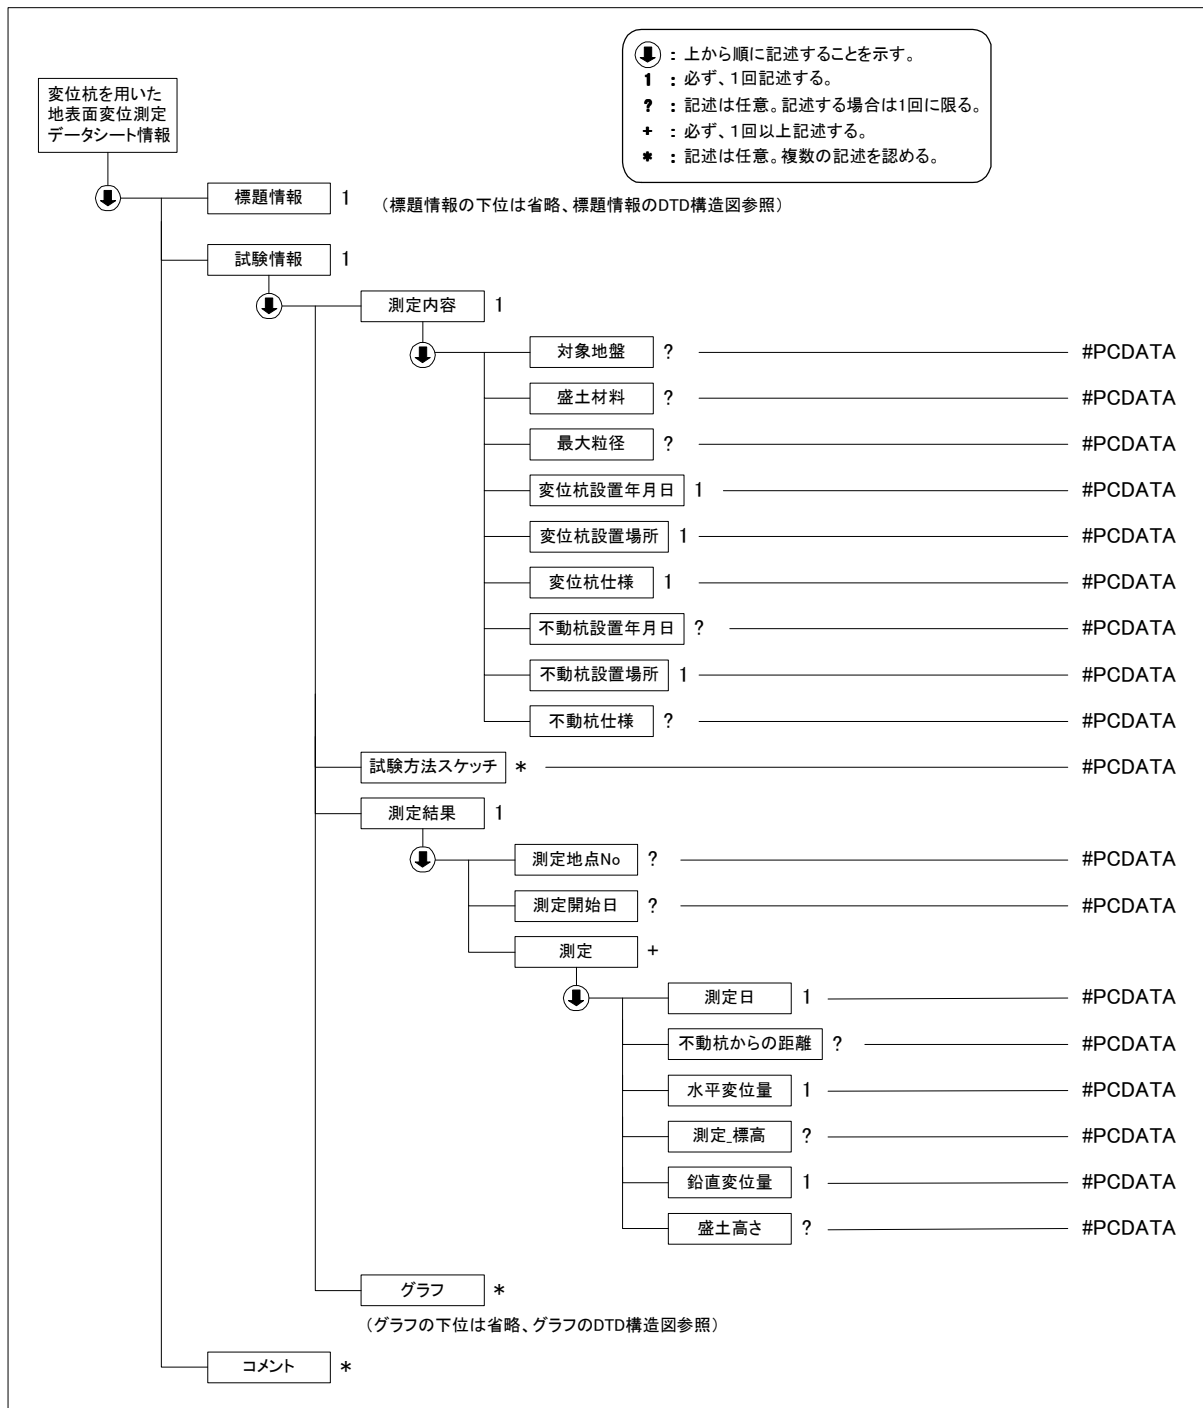 変位杭を用いた
地表面変位測定
データシート情報
： 上から順に記述することを示す。
1 ： 必ず、1回記述する。
? ： 記述は任意。記述する場合は1回に限る。
+ ： 必ず、1回以上記述する。
* ： 記述は任意。複数の記述を認める。
標題情報 1 （標題情報の下位は省略、標題情報のDTD構造図参照）
試験情報 1
測定内容 1
対象地盤 ? #PCDATA
盛土材料 ? #PCDATA
最大粒径 ? #PCDATA
変位杭設置年月日 1 #PCDATA
変位杭設置場所 1 #PCDATA
変位杭仕様 1 #PCDATA
不動杭設置年月日 ? #PCDATA
不動杭設置場所 1 #PCDATA
不動杭仕様 ? #PCDATA
試験方法スケッチ * #PCDATA
測定結果 1
測定地点No ? #PCDATA
測定開始日 ? #PCDATA
測定 +
測定日 1 #PCDATA
不動杭からの距離 ? #PCDATA
水平変位量 1 #PCDATA
測定_標高 ? #PCDATA
鉛直変位量 1 #PCDATA
盛土高さ ? #PCDATA
グラフ *
（グラフの下位は省略、グラフのDTD構造図参照）
コメント *